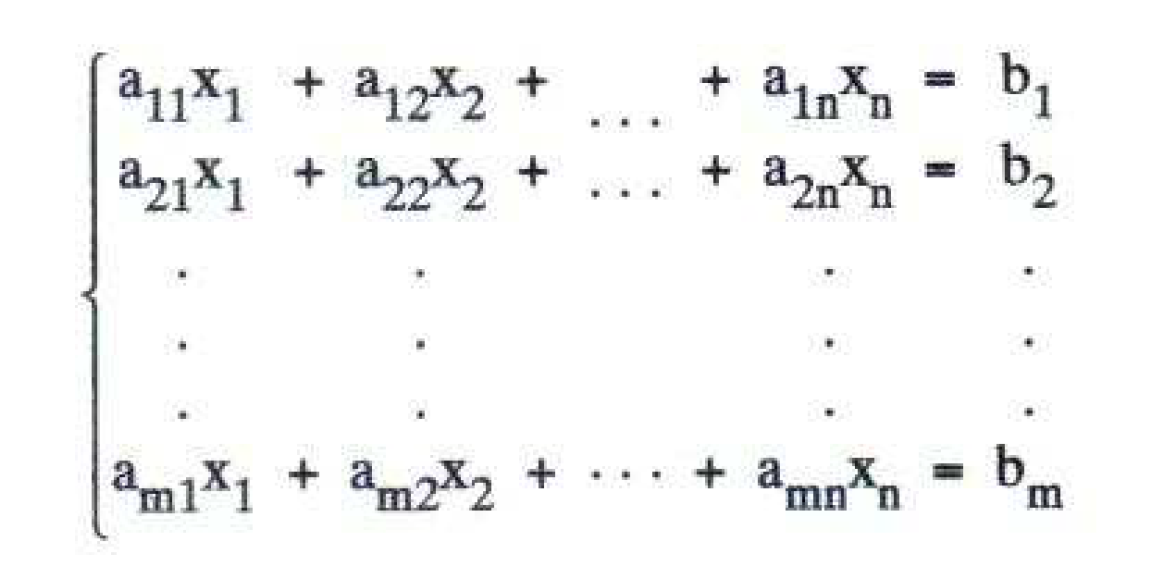 a₁₁x₁ + a₁₂x₂ + ... + a₁ₙxₙ = b₁
a₂₁x₁ + a₂₂x₂ + ... + a₂ₙxₙ = b₂
. . . .
. . . .
. . . .
aₘ₁x₁ + aₘ₂x₂ + ··· + aₘₙxₙ = bₘ